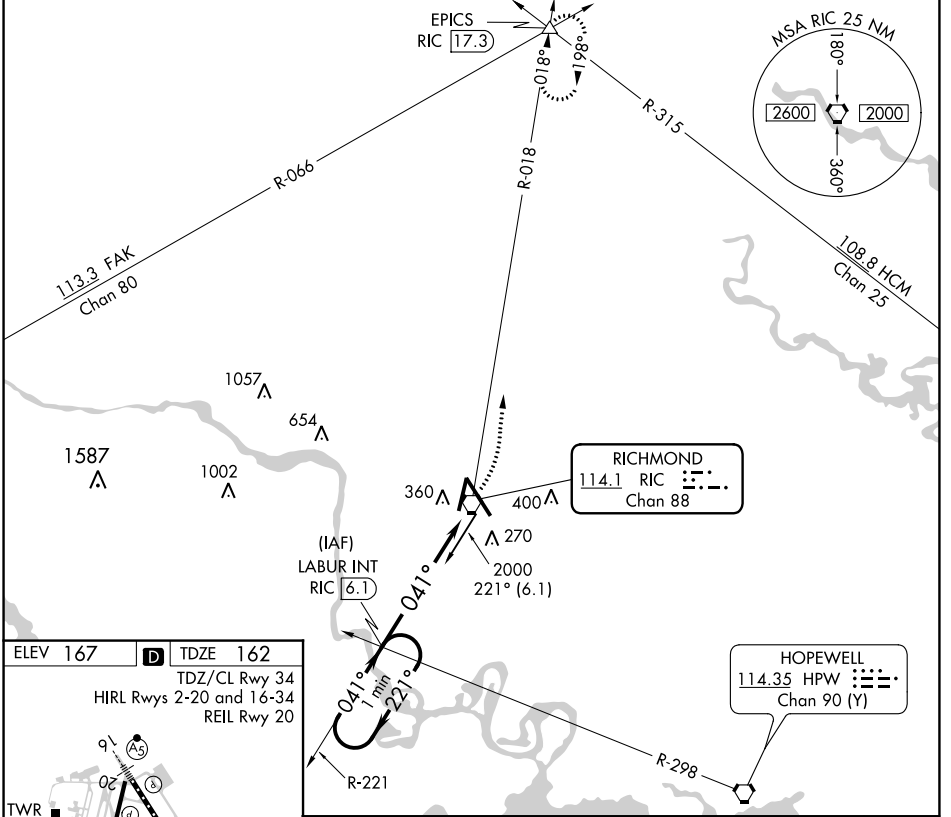 EPICS
RIC 17.3
018°
198°
MSA RIC 25 NM
180°
2600
2000
360°
R-066
R-018
R-315
113.3 FAK
Chan 80
108.8 HCM
Chan 25
1057
654
1587
1002
360
400
270
RICHMOND
114.1 RIC
Chan 88
(IAF)
LABUR INT
RIC 6.1
041°
2000
221° (6.1)
041°
1 min
221°
R-221
R-298
HOPEWELL
114.35 HPW
Chan 90 (Y)
ELEV 167 D TDZE 162
TDZ/CL Rwy 34
HIRL Rwys 2-20 and 16-34
REIL Rwy 20
16
A5
20
P
P
TWR